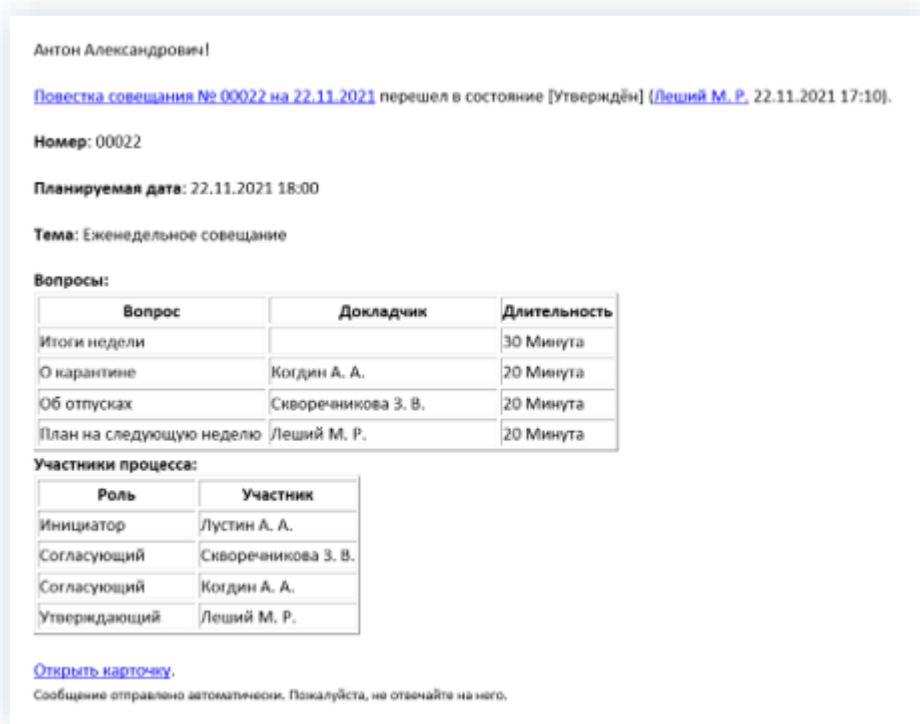 Антон Александрович!
Повестка совещания № 00022 на 22.11.2021 перешел в состояние [Утверждён] (Леший М. Р. 22.11.2021 17:10).
Номер: 00022
Планируемая дата: 22.11.2021 18:00
Тема: Еженедельное совещание
Вопросы:
Вопрос Докладчик Длительность
Итоги недели 30 Минута
О карантине Когдин А. А. 20 Минута
Об отпусках Скворечникова З. В. 20 Минута
План на следующую неделю Леший М. Р. 20 Минута
Участники процесса:
Роль Участник
Инициатор Лустин А. А.
Согласующий Скворечникова З. В.
Согласующий Когдин А. А.
Утверждающий Леший М. Р.
Открыть карточку.
Сообщение отправлено автоматически. Пожалуйста, не отвечайте на него.